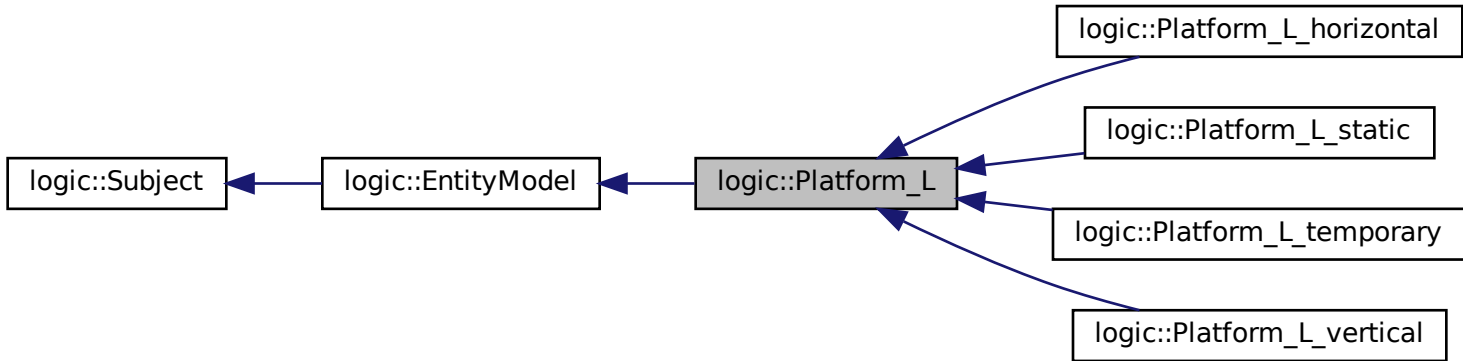 logic::Platform_L_horizontal
logic::Platform_L_static
logic::Subject
logic::EntityModel
logic::Platform_L
logic::Platform_L_temporary
logic::Platform_L_vertical